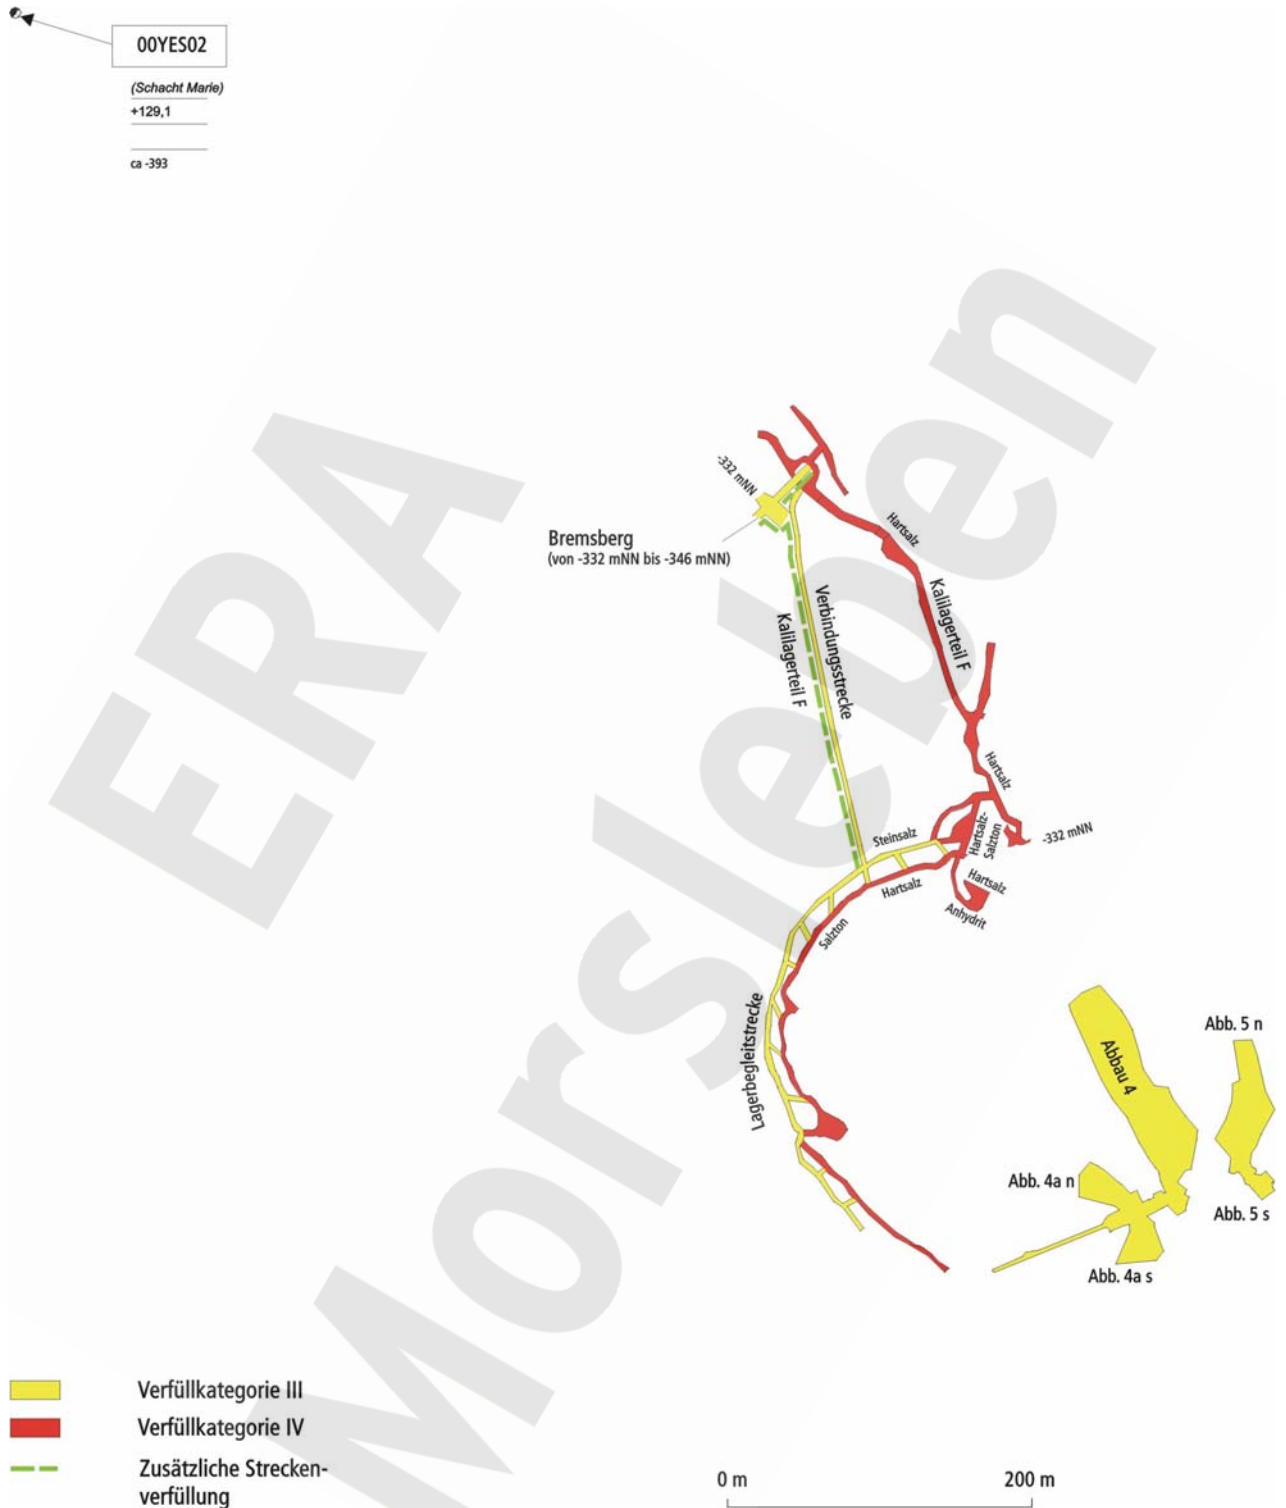 00YES02
(Schacht Marie)
+129,1
ca -393
ERA
Morsleben
-332 mNN
Bremsberg
(von -332 mNN bis -346 mNN)
Hartsalz
Kalilagerteil F
Verbindungsstrecke
Kalilagerteil F
Hartsalz
Steinsalz
Hartsalz-
Salzton
-332 mNN
Hartsalz
Hartsalz
Anhydrit
Salzton
Lagerbegleitstrecke
Abb. 5 n
Abbau 4
Abb. 4a n
Abb. 5 s
Abb. 4a s
Verfüllkategorie III
Verfüllkategorie IV
Zusätzliche Strecken-
verfüllung
0 m
200 m